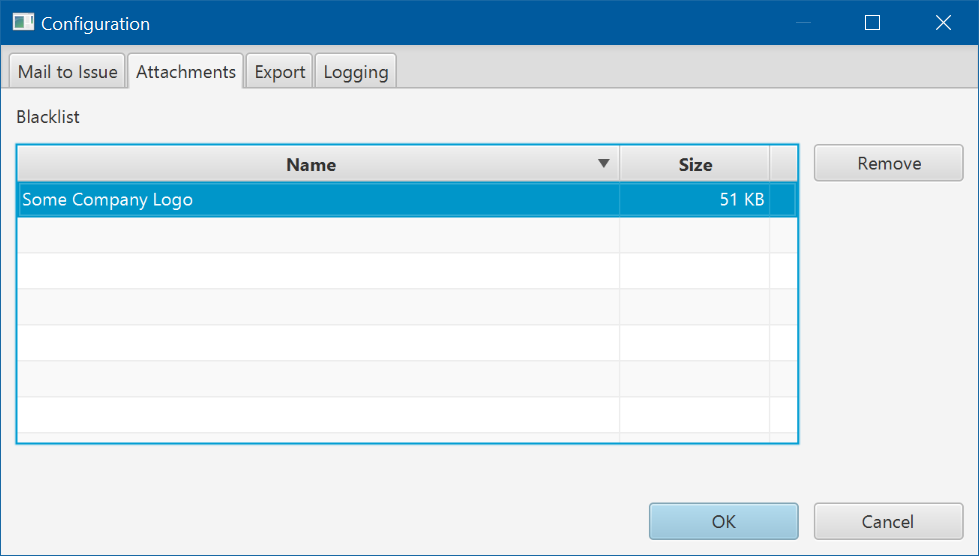 Configuration
Mail to Issue Attachments Export Logging
Blacklist
Name Size
Remove
Some Company Logo 51 KB
OK Cancel